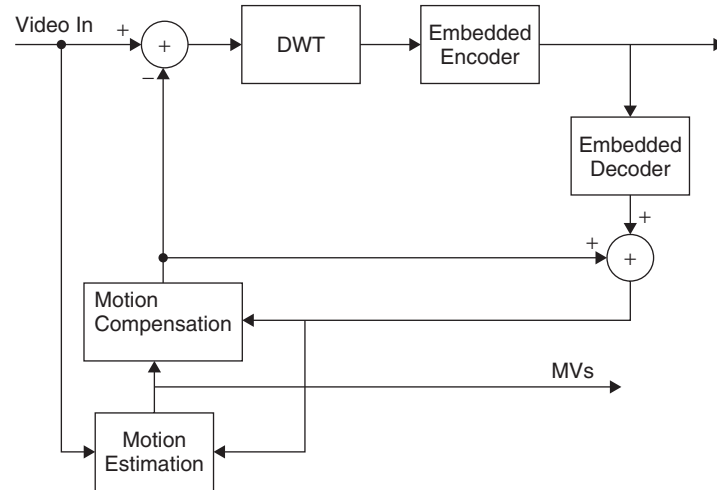 Video In
+
+
−
DWT
Embedded
Encoder
Embedded
Decoder
+
+
+
Motion
Compensation
MVs
Motion
Estimation